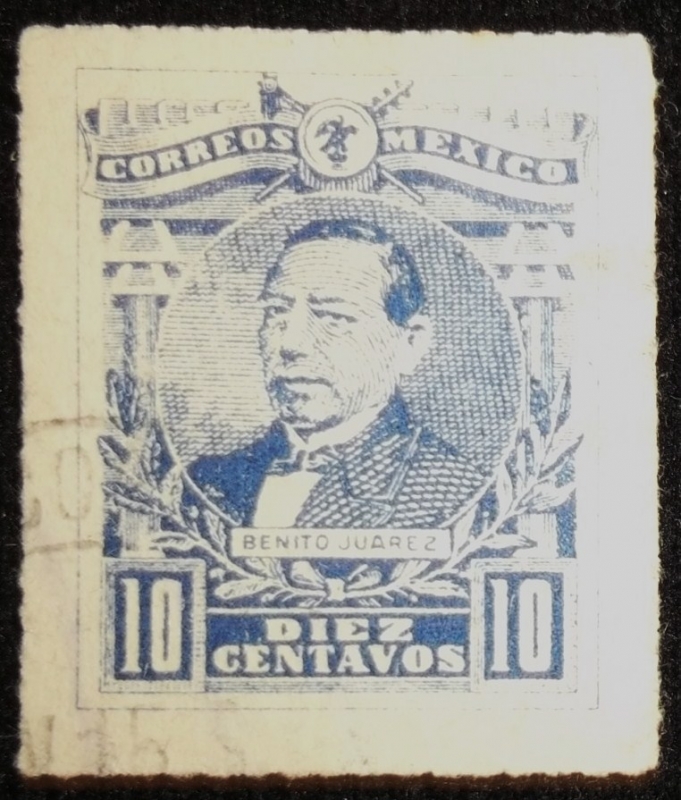 CORREOS MEXICO
BENITO JUAREZ
10 DIEZ 10
CENTAVOS